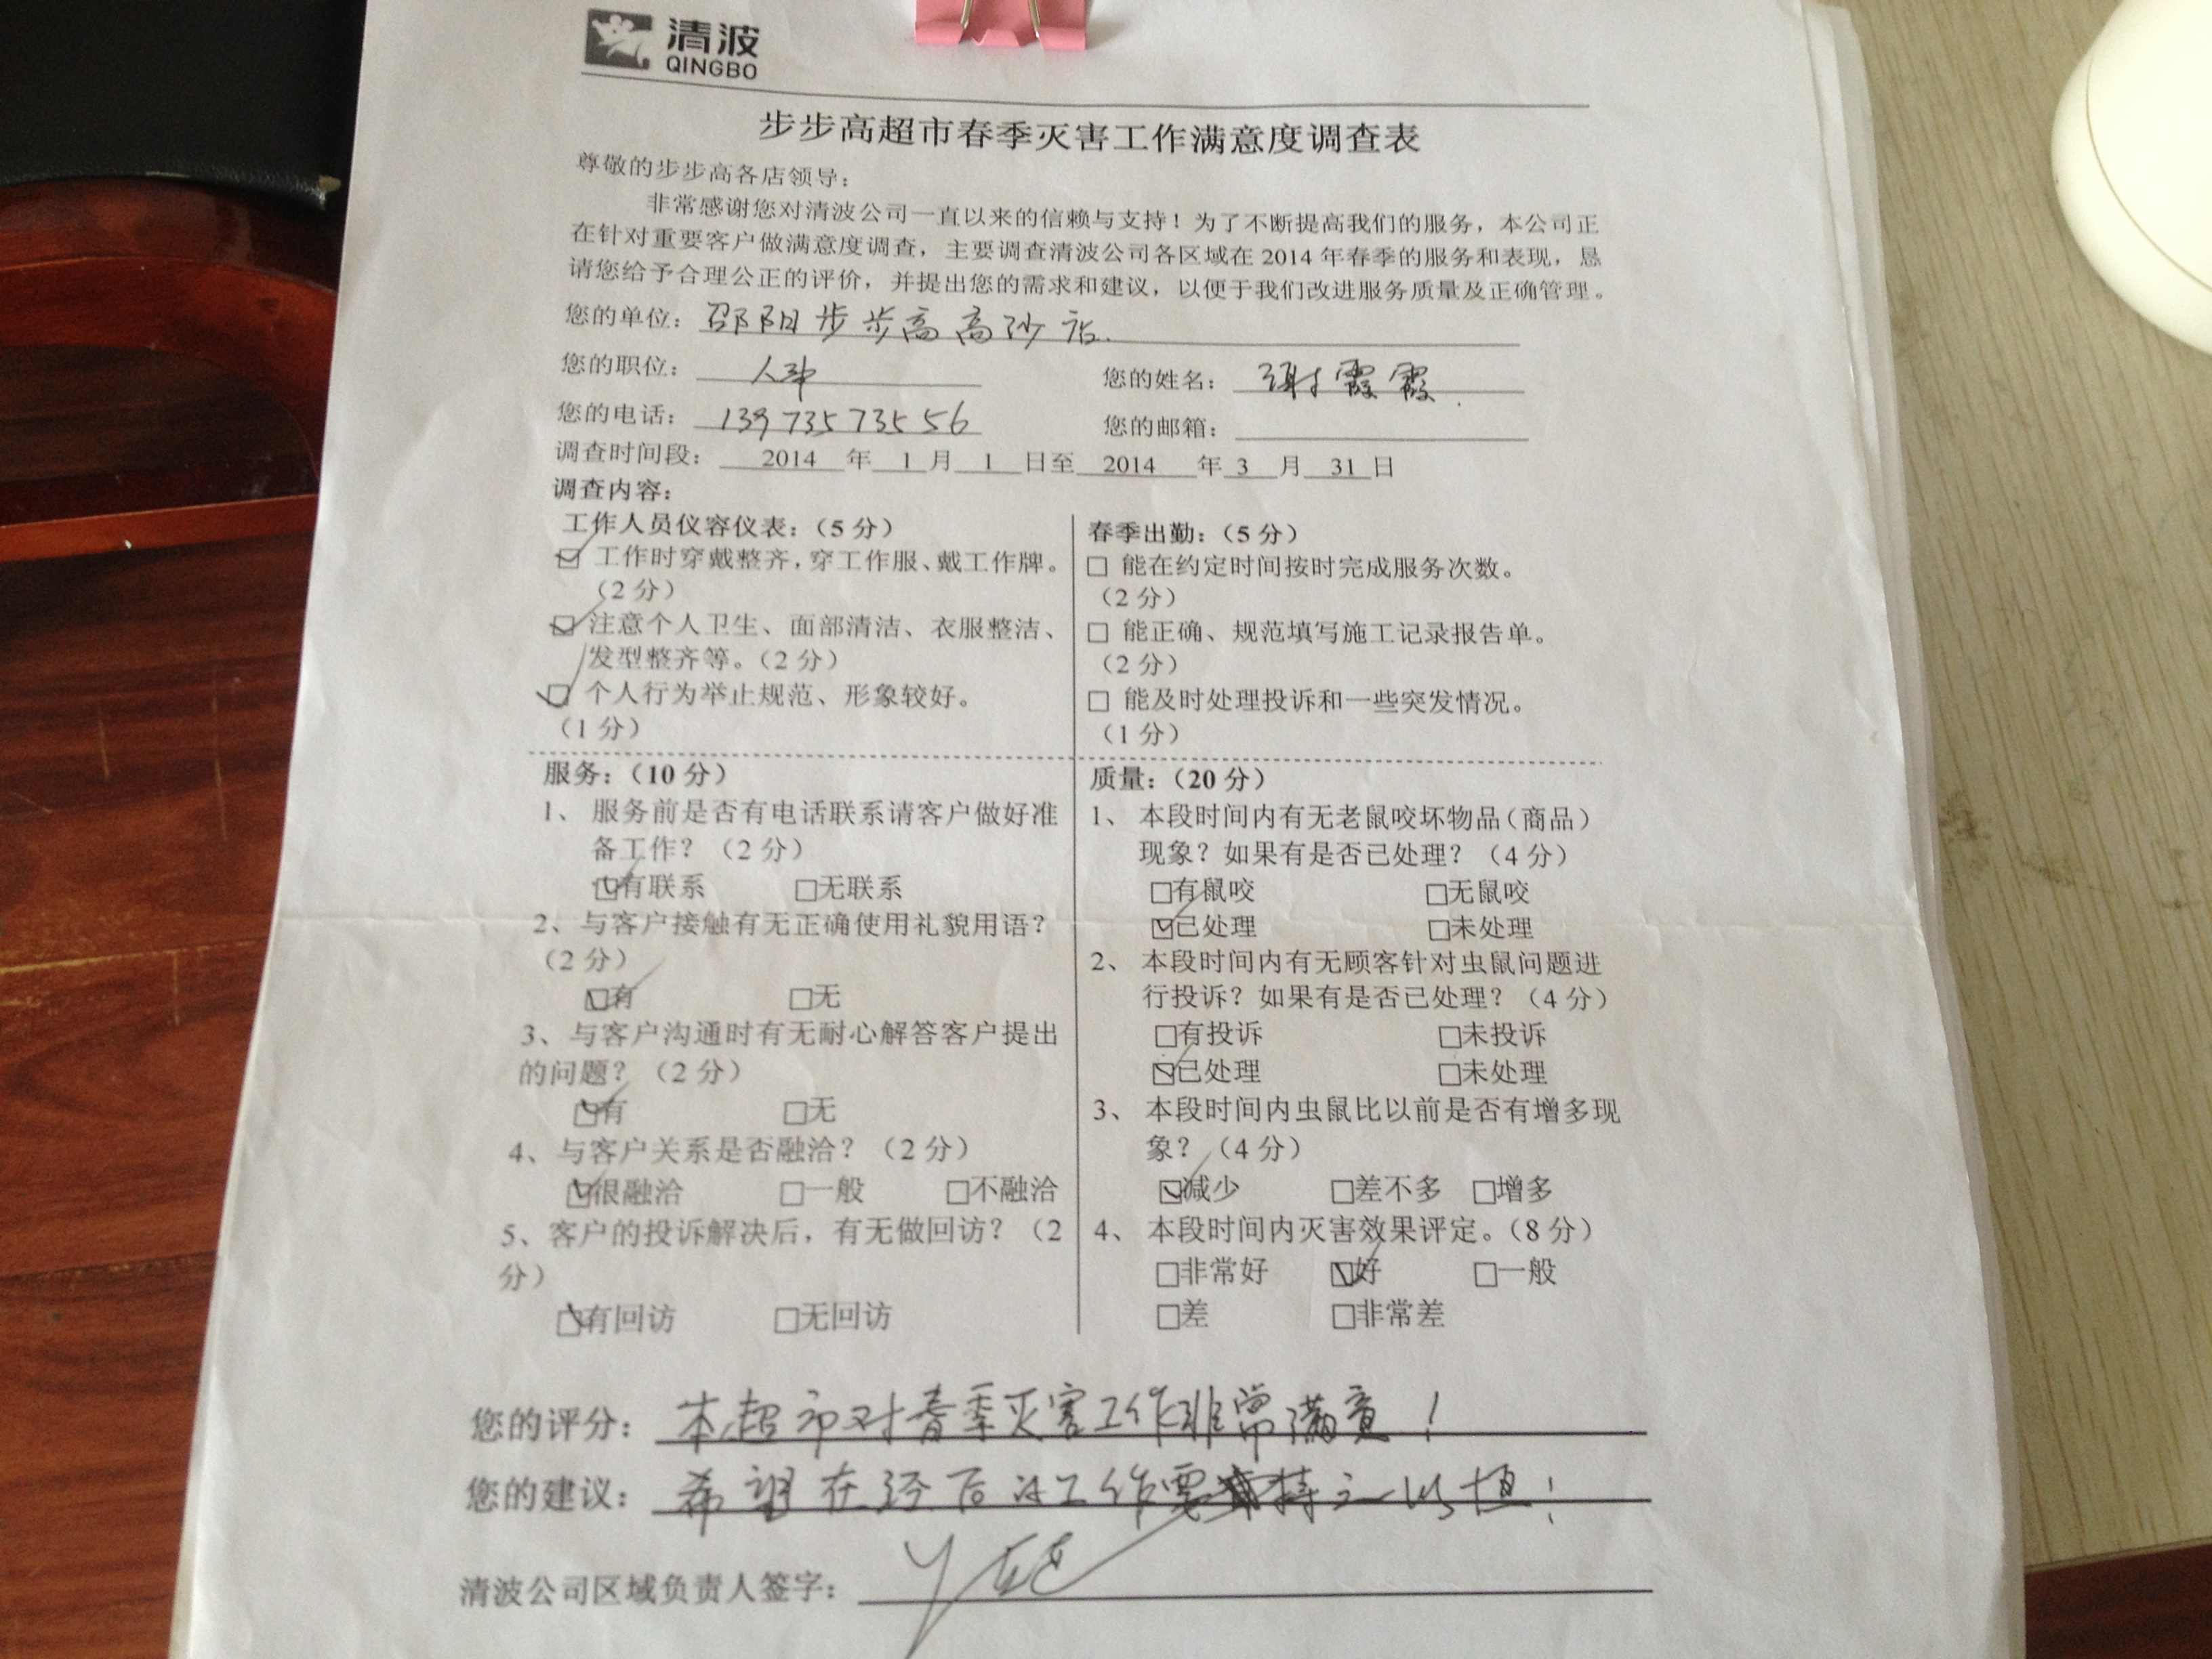 清波
QINGBO
步步高超市春季灭害工作满意度调查表
尊敬的步步高各店领导：
非常感谢您对清波公司一直以来的信赖与支持！为了不断提高我们的服务，本公司正
在针对重要客户做满意度调查，主要调查清波公司各区域在 2014 年春季的服务和表现，恳
请您给予合理公正的评价，并提出您的需求和建议，以便于我们改进服务质量及正确管理。
您的单位：邵阳步步高高沙店.
您的职位： 您的姓名：谢霞霞.
您的电话：13973573556 您的邮箱：
调查时间段：2014 年 1 月 1 日至 2014 年 3 月 31 日
调查内容：
工作人员仪容仪表：（5 分）
☑ 工作时穿戴整齐，穿工作服、戴工作牌。
（2 分）
☑ 注意个人卫生、面部清洁、衣服整洁、
发型整齐等。（2 分）
☑ 个人行为举止规范、形象较好。
（1 分）
春季出勤：（5 分）
□ 能在约定时间按时完成服务次数。
（2 分）
□ 能正确、规范填写施工记录报告单。
（2 分）
□ 能及时处理投诉和一些突发情况。
（1 分）
服务：（10 分）
1、 服务前是否有电话联系请客户做好准
备工作？（2 分）
☑有联系 □无联系
2、与客户接触有无正确使用礼貌用语？
（2 分）
☑有 □无
3、与客户沟通时有无耐心解答客户提出
的问题？（2 分）
☑有 □无
4、与客户关系是否融洽？（2 分）
☑很融洽 □一般 □不融洽
5、客户的投诉解决后，有无做回访？（2
分）
☑有回访 □无回访
质量：（20 分）
1、 本段时间内有无老鼠咬坏物品（商品）
现象？如果有是否已处理？（4 分）
□有鼠咬 □无鼠咬
☑已处理 □未处理
2、 本段时间内有无顾客针对虫鼠问题进
行投诉？如果有是否已处理？（4 分）
□有投诉 □未投诉
☑已处理 □未处理
3、 本段时间内虫鼠比以前是否有增多现
象？（4 分）
☑减少 □差不多 □增多
4、 本段时间内灭害效果评定。（8 分）
□非常好 ☑好 □一般
□差 □非常差
您的评分：本超市对春季灭害工作非常满意！
您的建议：希望在经后的工作需持之以恒！
清波公司区域负责人签字：